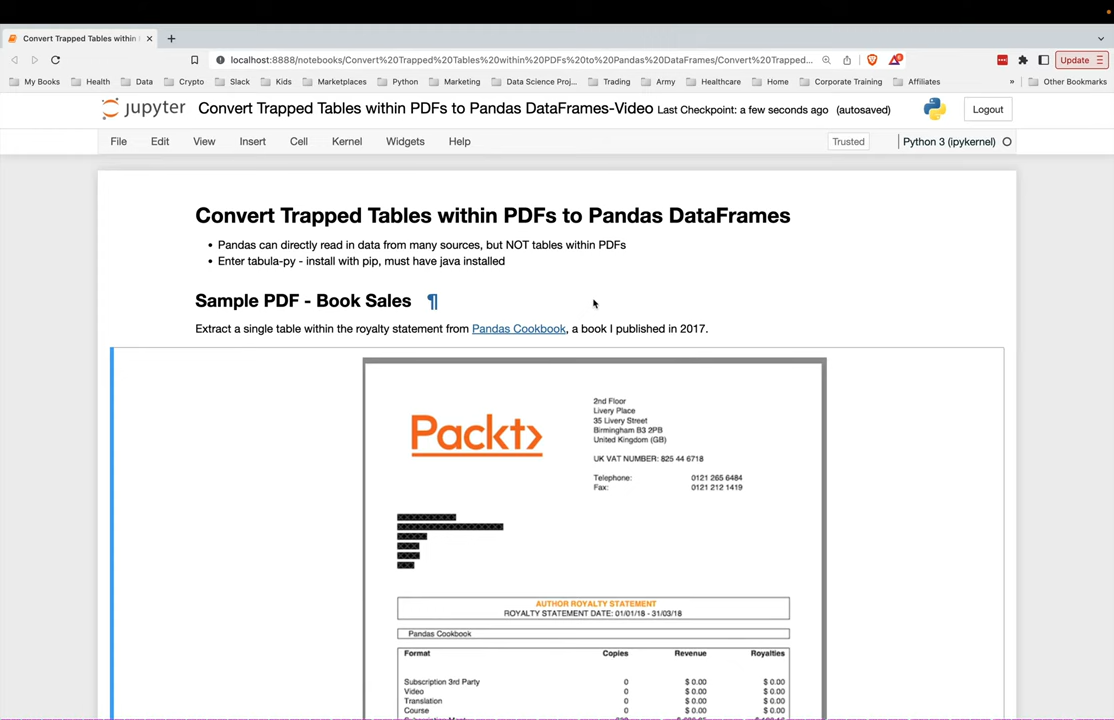 Convert Trapped Tables within
localhost:8888/notebooks/Convert%20Trapped%20Tables%20within%20PDFs%20to%20Pandas%20DataFrames/Convert%20Trapped...
Update
My Books Health Data Crypto Slack Kids Marketplaces Python Marketing Data Science Proj... Trading Army Healthcare Home Corporate Training Affiliates » Other Bookmarks
jupyter Convert Trapped Tables within PDFs to Pandas DataFrames-Video Last Checkpoint: a few seconds ago (autosaved) Logout
File Edit View Insert Cell Kernel Widgets Help Trusted Python 3 (ipykernel)
Convert Trapped Tables within PDFs to Pandas DataFrames
• Pandas can directly read in data from many sources, but NOT tables within PDFs
• Enter tabula-py - install with pip, must have java installed
Sample PDF - Book Sales ¶
Extract a single table within the royalty statement from Pandas Cookbook, a book I published in 2017.
Packt>
2nd Floor
Livery Place
35 Livery Street
Birmingham B3 2PB
United Kingdom (GB)
UK VAT NUMBER: 825 44 6718
Telephone: 0121 265 6484
Fax: 0121 212 1419
AUTHOR ROYALTY STATEMENT
ROYALTY STATEMENT DATE: 01/01/18 - 31/03/18
Pandas Cookbook
Format Copies Revenue Royalties
Subscription 3rd Party 0 $ 0.00 $ 0.00
Video 0 $ 0.00 $ 0.00
Translation 0 $ 0.00 $ 0.00
Course 0 $ 0.00 $ 0.00